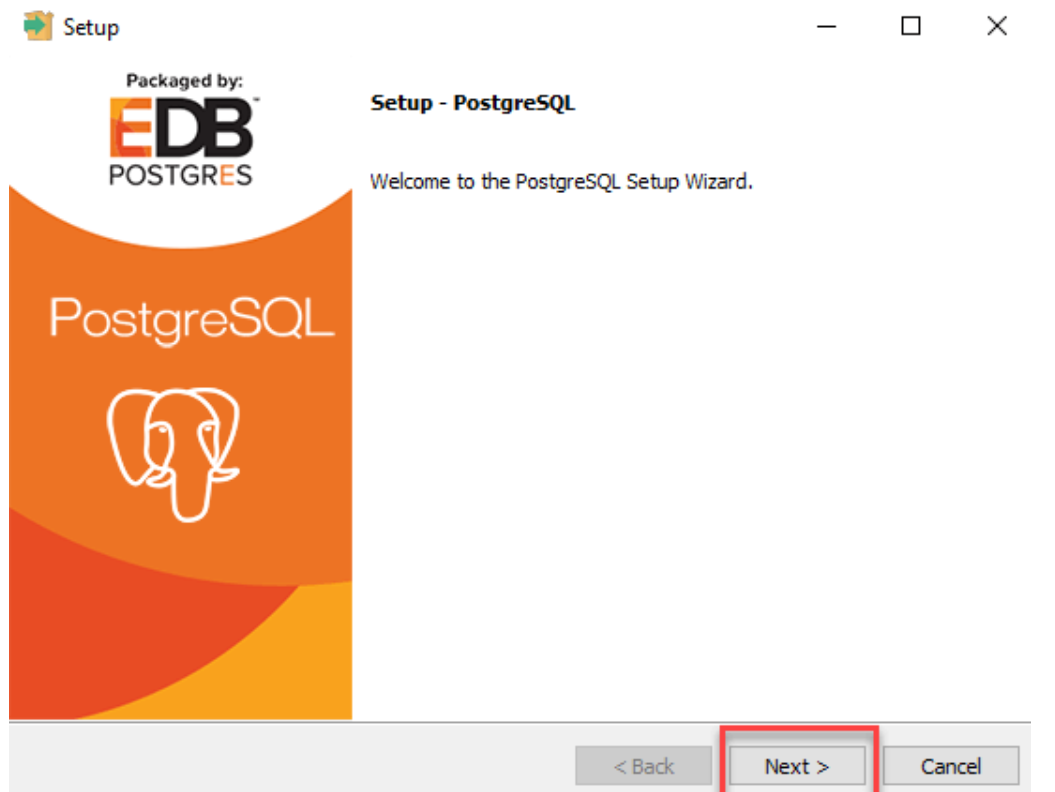 Setup
Packaged by:
EDB™
POSTGRES
PostgreSQL
Setup - PostgreSQL
Welcome to the PostgreSQL Setup Wizard.
< Back
Next >
Cancel